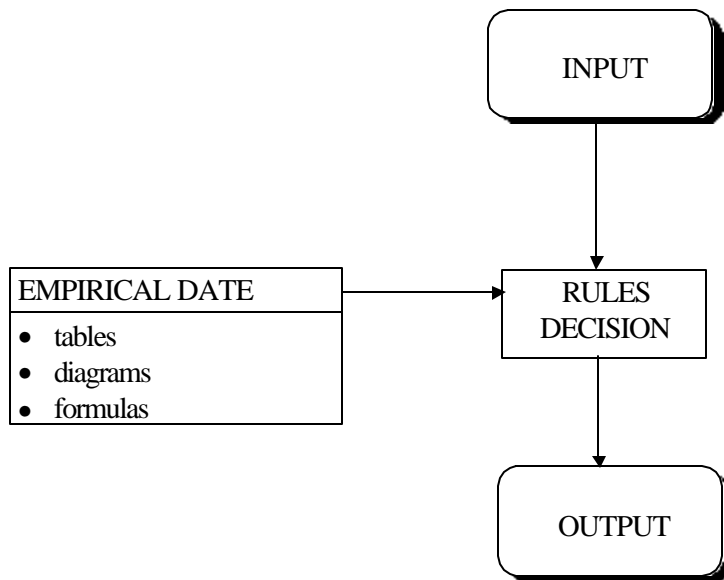 INPUT
EMPIRICAL DATE
• tables
• diagrams
• formulas
RULES
DECISION
OUTPUT